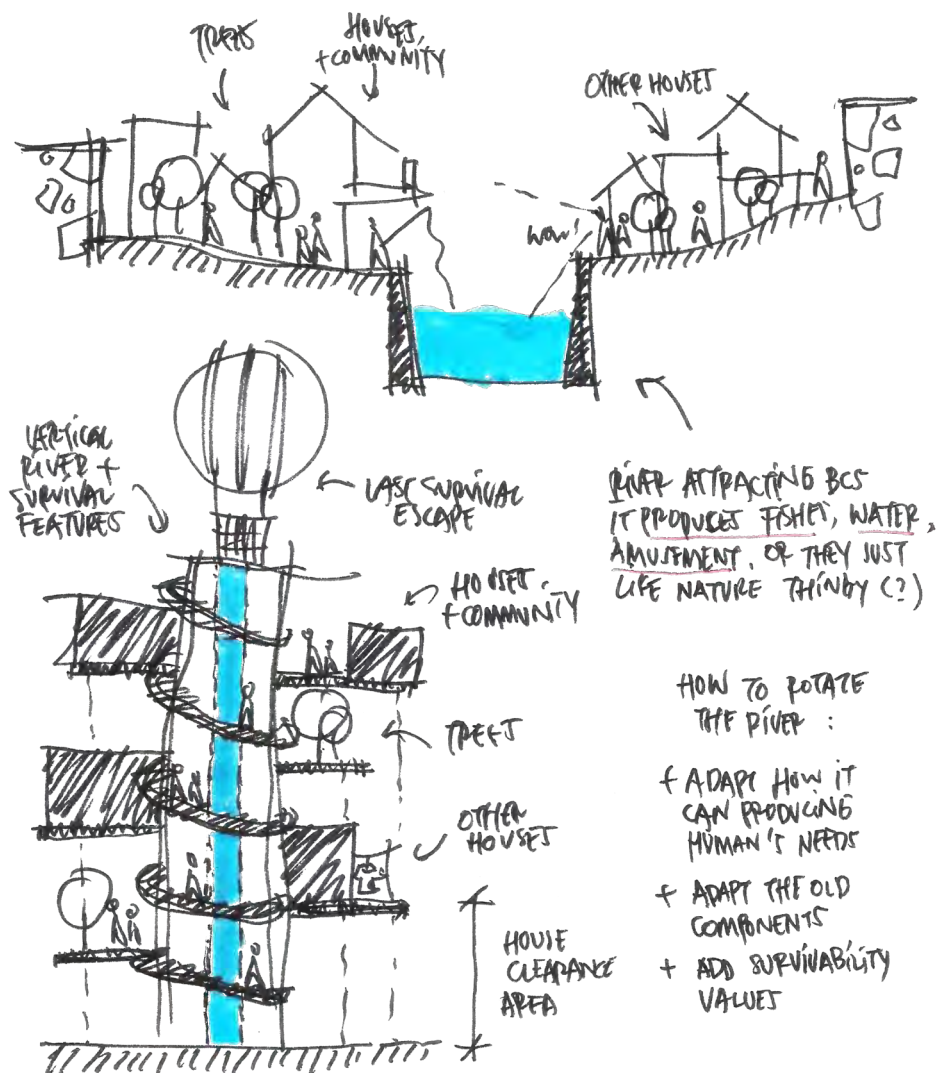 TREES
HOUSES,
+COMMUNITY
OTHER HOUSES
wow!
VERTICAL
RIVER +
SURVIVAL
FEATURES
LAST SURVIVAL
ESCAPE
RIVER ATTRACTING BCS
IT PRODUCES FISHES, WATER,
AMUSEMENT, OR THEY JUST
LIFE NATURE THINGY (?)
HOUSES,
+COMMUNITY
TREES
OTHER
HOUSES
HOUSE
CLEARANCE
AREA
HOW TO ROTATE
THE RIVER :
+ ADAPT HOW IT
CAN PRODUCING
HUMAN'S NEEDS
+ ADAPT THE OLD
COMPONENTS
+ ADD SURVIVABILITY
VALUES